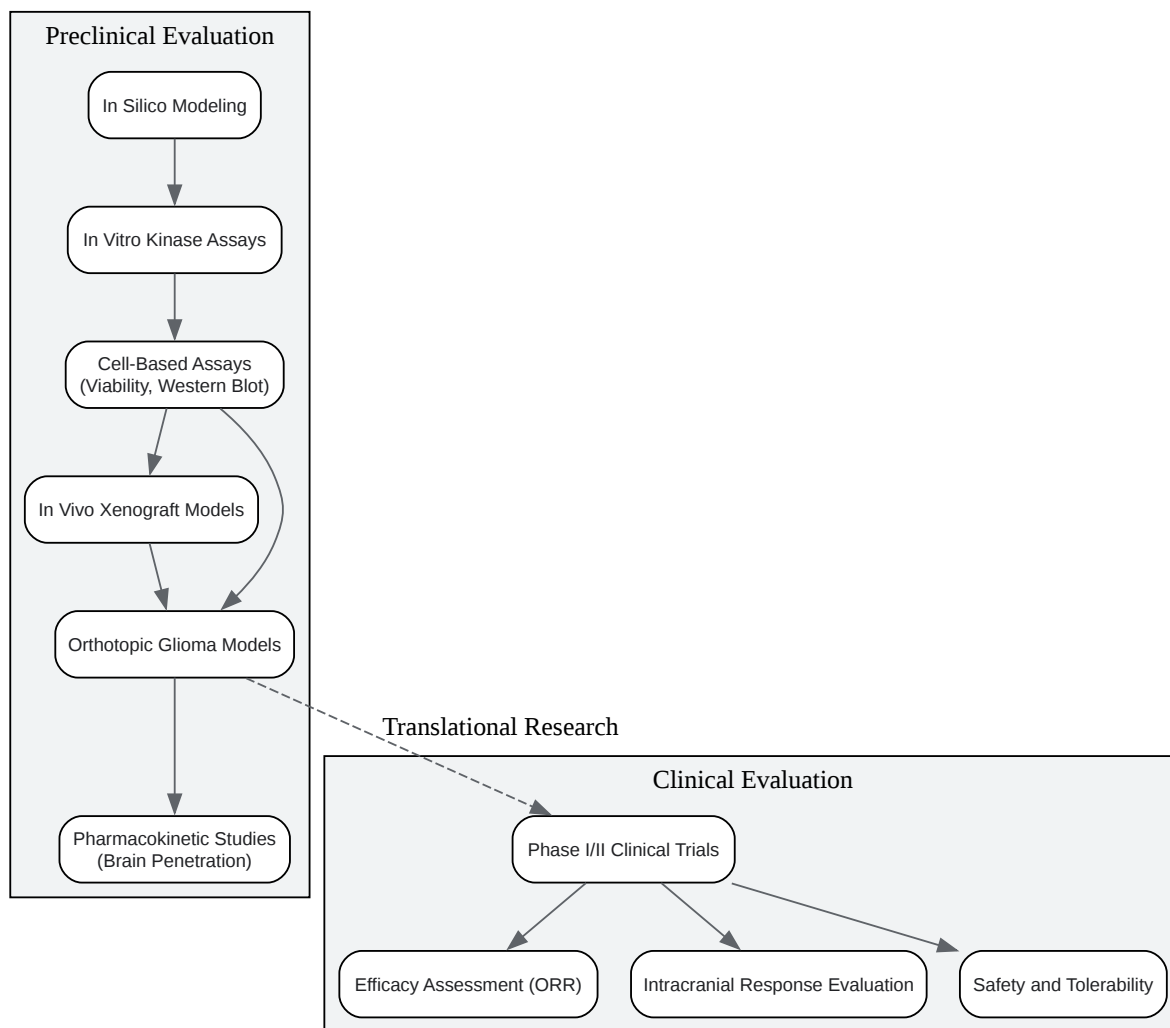 Preclinical Evaluation
In Silico Modeling
In Vitro Kinase Assays
Cell-Based Assays
(Viability, Western Blot)
In Vivo Xenograft Models
Orthotopic Glioma Models
Pharmacokinetic Studies
(Brain Penetration)
Translational Research
Clinical Evaluation
Phase I/II Clinical Trials
Efficacy Assessment (ORR)
Intracranial Response Evaluation
Safety and Tolerability